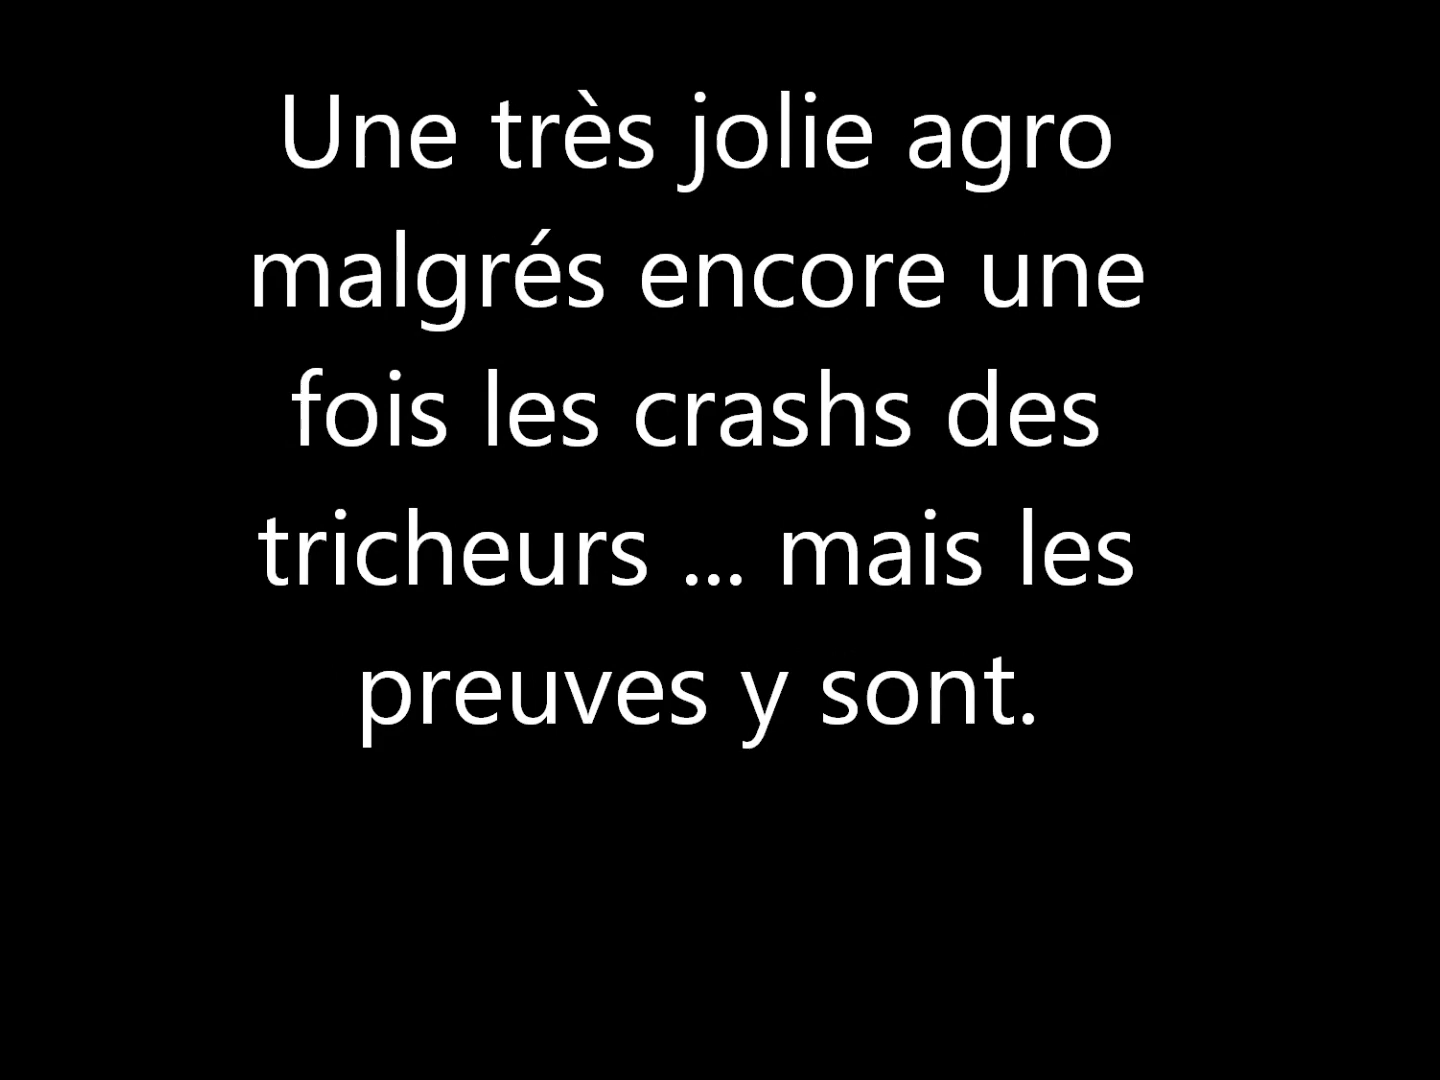 Une très jolie agro
malgrés encore une
fois les crashs des
tricheurs ... mais les
preuves y sont.